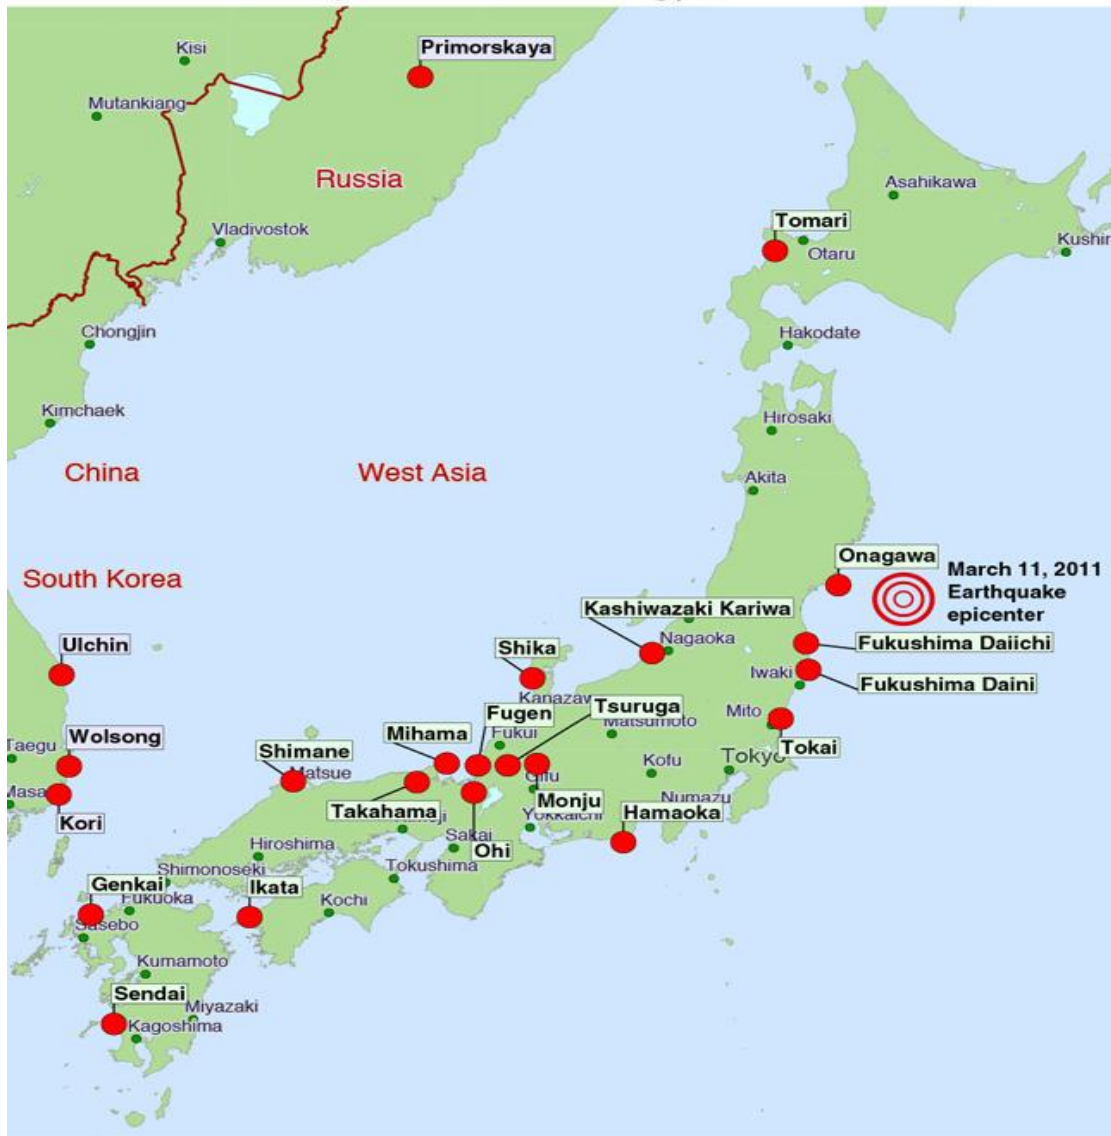 Kisi
Primorskaya
Mutankiang
Russia
Asahikawa
Tomari
Vladivostok
Otaru
Kushir
Chongjin
Hakodate
Kimchaek
Hirosaki
China
West Asia
Akita
Onagawa
March 11, 2011
Earthquake
epicenter
South Korea
Kashiwazaki Kariwa
Nagaoka
Ulchin
Shika
Fukushima Daiichi
Iwaki
Fukushima Daini
Kanazaw
Tsuruga
Fugen
Mito
Matsumoto
Wolsong
Mihama
Fukui
Taegu
Shimane
Tokai
Tokyo
Matsue
Kofu
Gifu
Masa
Takahama
Monju
Numazu
Kori
Hamaoka
Yokkaichi
Hiroshima
Sakai
Ohi
Shimonoseki
Tokushima
Genkai
Ikata
Fukuoka
Kochi
Sasebo
Kumamoto
Sendai
Miyazaki
Kagoshima